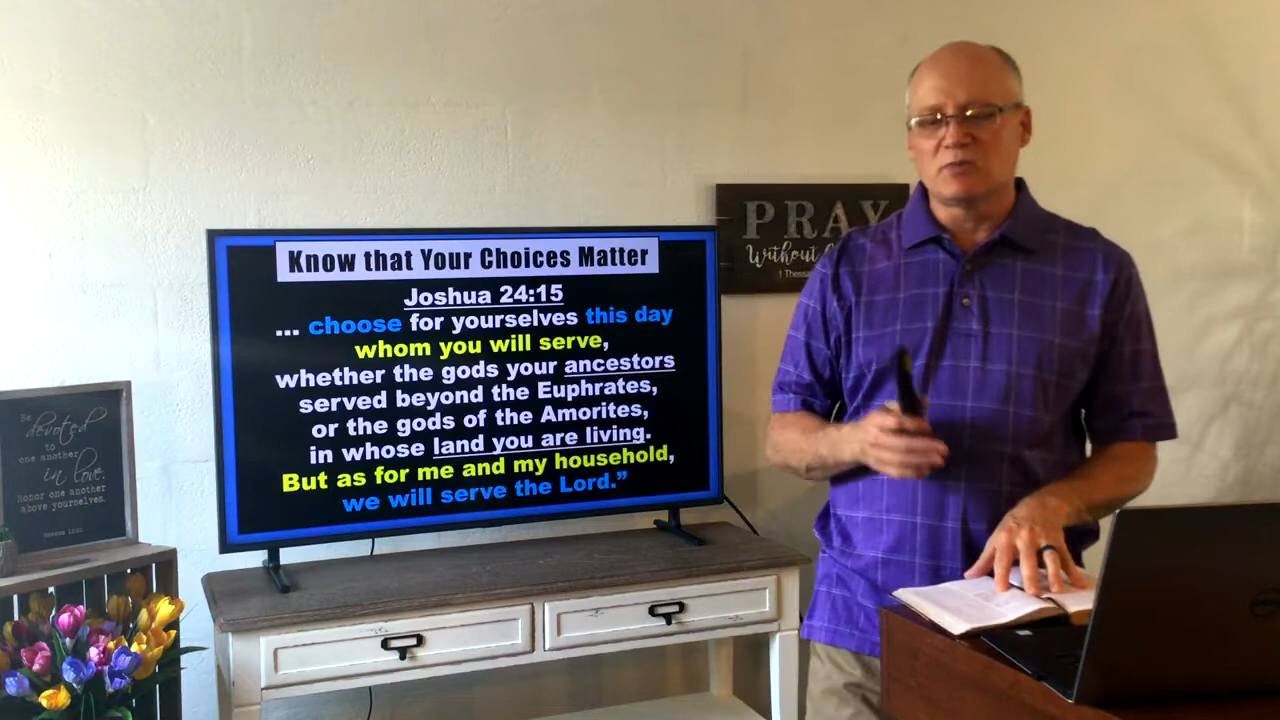 Know that Your Choices Matter
Joshua 24:15
... choose for yourselves this day
whom you will serve,
whether the gods your ancestors
served beyond the Euphrates,
or the gods of the Amorites,
in whose land you are living.
But as for me and my household,
we will serve the Lord.”
PRAY
Without
1
Be
devoted
to
one another
in love.
Honor one another
above yourselves.